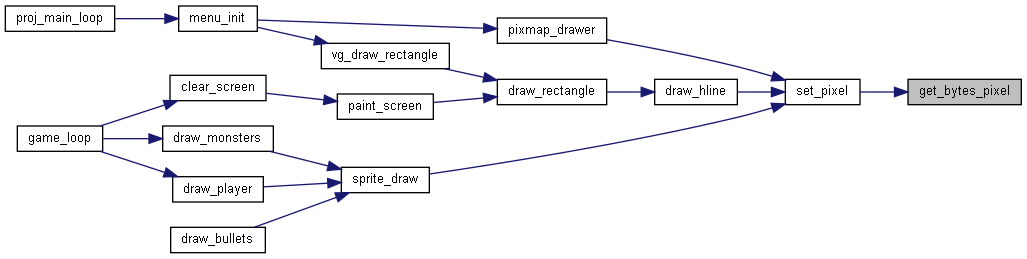 proj_main_loop
menu_init
pixmap_drawer
vg_draw_rectangle
clear_screen
paint_screen
draw_rectangle
draw_hline
set_pixel
get_bytes_pixel
game_loop
draw_monsters
draw_player
sprite_draw
draw_bullets